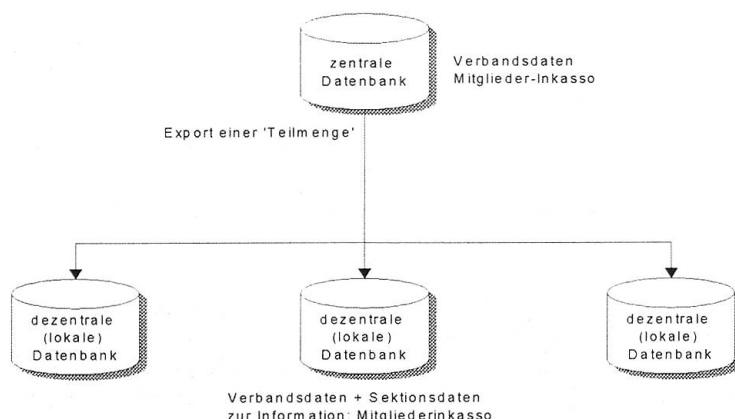 zentrale
Datenbank
Verbandsdaten
Mitglieder-Inkasso
Export einer 'Teilmenge'
dezentrale
(lokale)
Datenbank
dezentrale
(lokale)
Datenbank
dezentrale
(lokale)
Datenbank
Verbandsdaten + Sektionsdaten
zur Information: Mitgliederinkasso